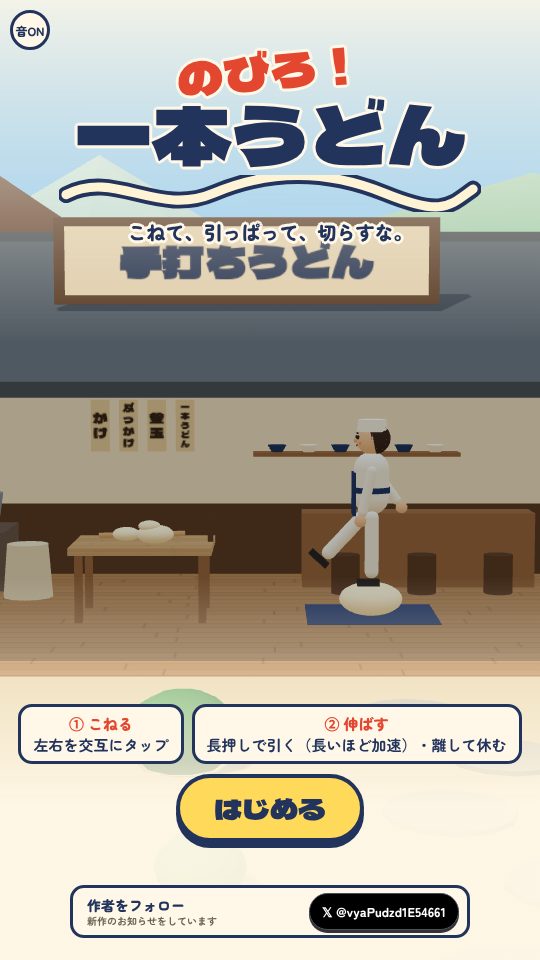 音ON
のびろ！
一本うどん
こねて、引っぱって、切らすな。
手打ちうどん
かけ
ぶっかけ
釜玉
一本うどん
① こねる
左右を交互にタップ
② 伸ばす
長押しで引く（長いほど加速）・離して休む
はじめる
作者をフォロー
新作のお知らせをしています
𝕏 @vyaPudzd1E54661